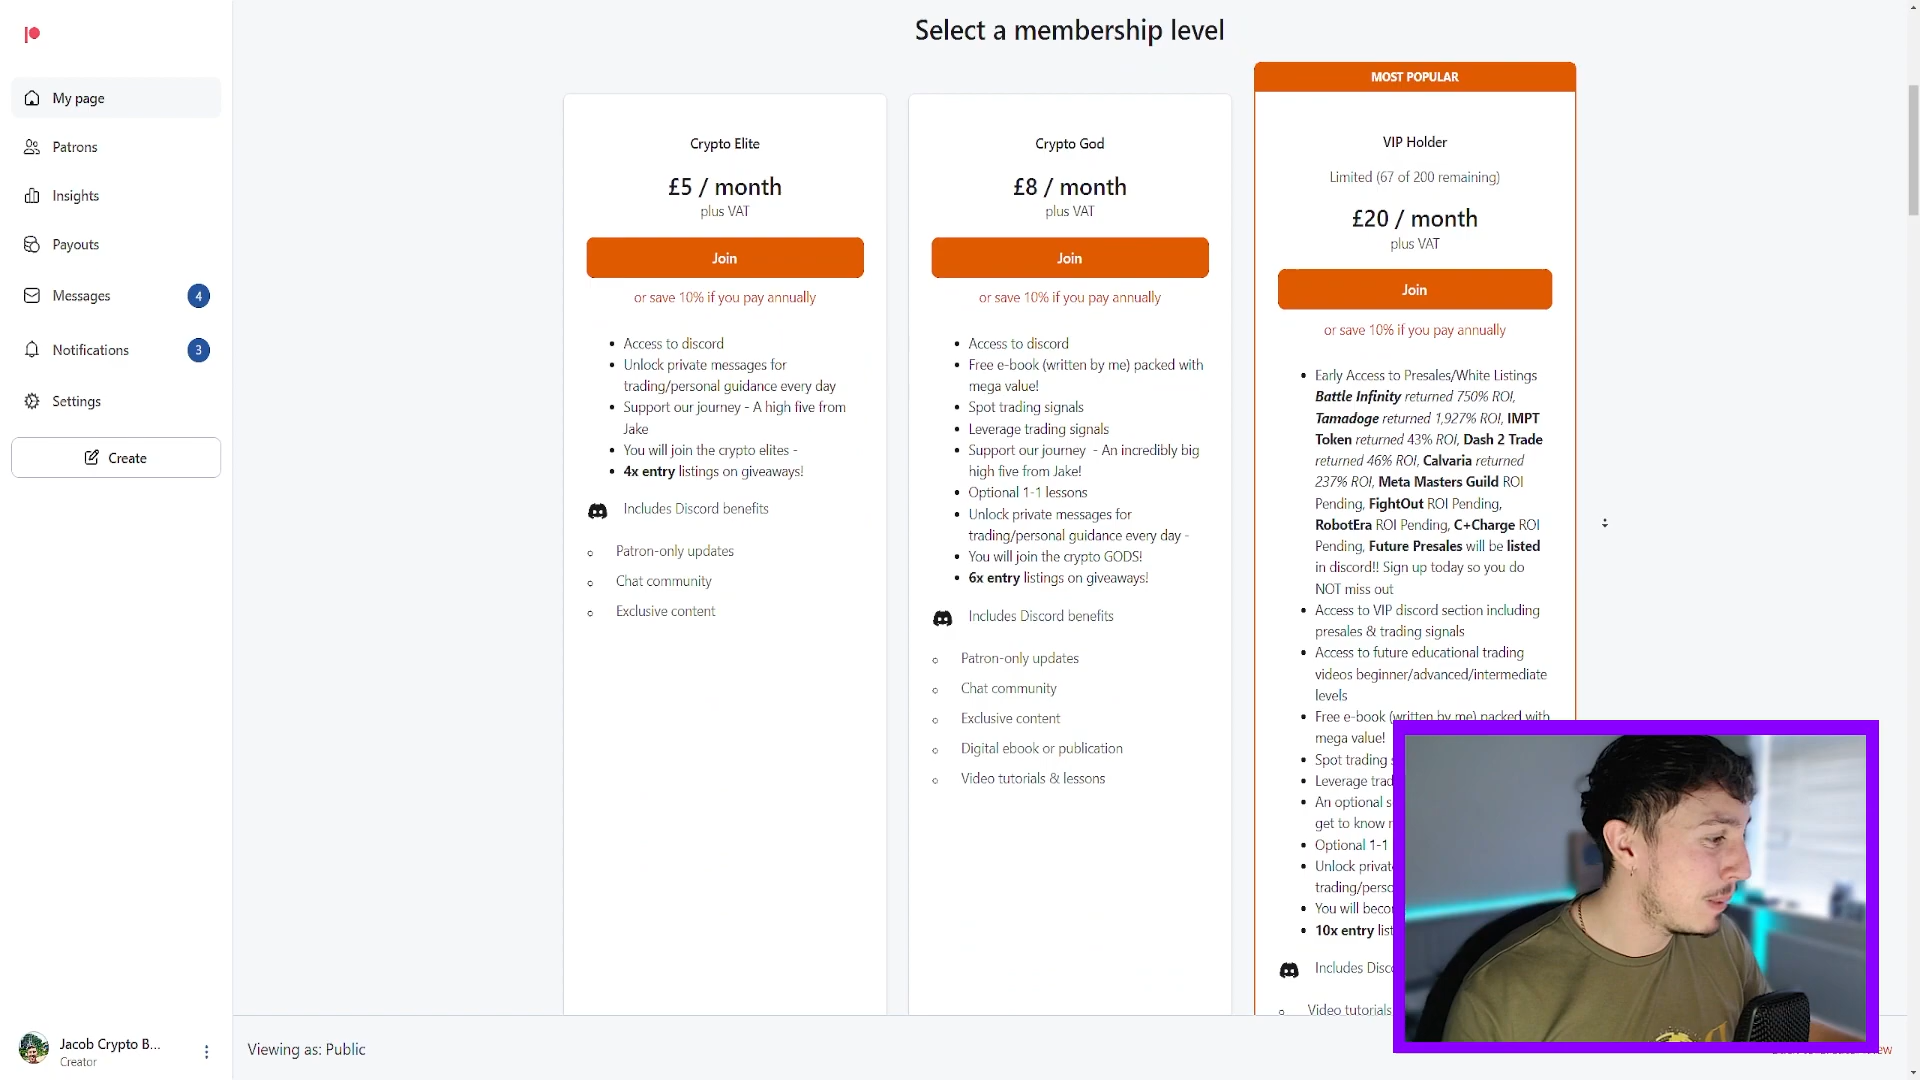 My page
Patrons
Insights
Payouts
Messages
4
Notifications
3
Settings
Create
Jacob Crypto B...
Creator
Select a membership level
Crypto Elite
£5 / month
plus VAT
Join
or save 10% if you pay annually
Access to discord
Unlock private messages for
trading/personal guidance every day
Support our journey - A high five from
Jake
You will join the crypto elites -
4x entry listings on giveaways!
Includes Discord benefits
Patron-only updates
Chat community
Exclusive content
Crypto God
£8 / month
plus VAT
Join
or save 10% if you pay annually
Access to discord
Free e-book (written by me) packed with
mega value!
Spot trading signals
Leverage trading signals
Support our journey - An incredibly big
high five from Jake!
Optional 1-1 lessons
Unlock private messages for
trading/personal guidance every day -
You will join the crypto GODS!
6x entry listings on giveaways!
Includes Discord benefits
Patron-only updates
Chat community
Exclusive content
Digital ebook or publication
Video tutorials & lessons
MOST POPULAR
VIP Holder
Limited (67 of 200 remaining)
£20 / month
plus VAT
Join
or save 10% if you pay annually
Early Access to Presales/White Listings
Battle Infinity returned 750% ROI,
Tamadoge returned 1,927% ROI, IMPT
Token returned 43% ROI, Dash 2 Trade
returned 46% ROI, Calvaria returned
237% ROI, Meta Masters Guild ROI
Pending, FightOut ROI Pending,
RobotEra ROI Pending, C+Charge ROI
Pending, Future Presales will be listed
in discord!! Sign up today so you do
NOT miss out
Access to VIP discord section including
presales & trading signals
Access to future educational trading
videos beginner/advanced/intermediate
levels
Free e-book (written by me) packed with
mega value!
Spot trading
Leverage
An optional
get to know
Optional 1-1
Unlock
You will
10x entry
Includes
Video tutorials
Viewing as: Public